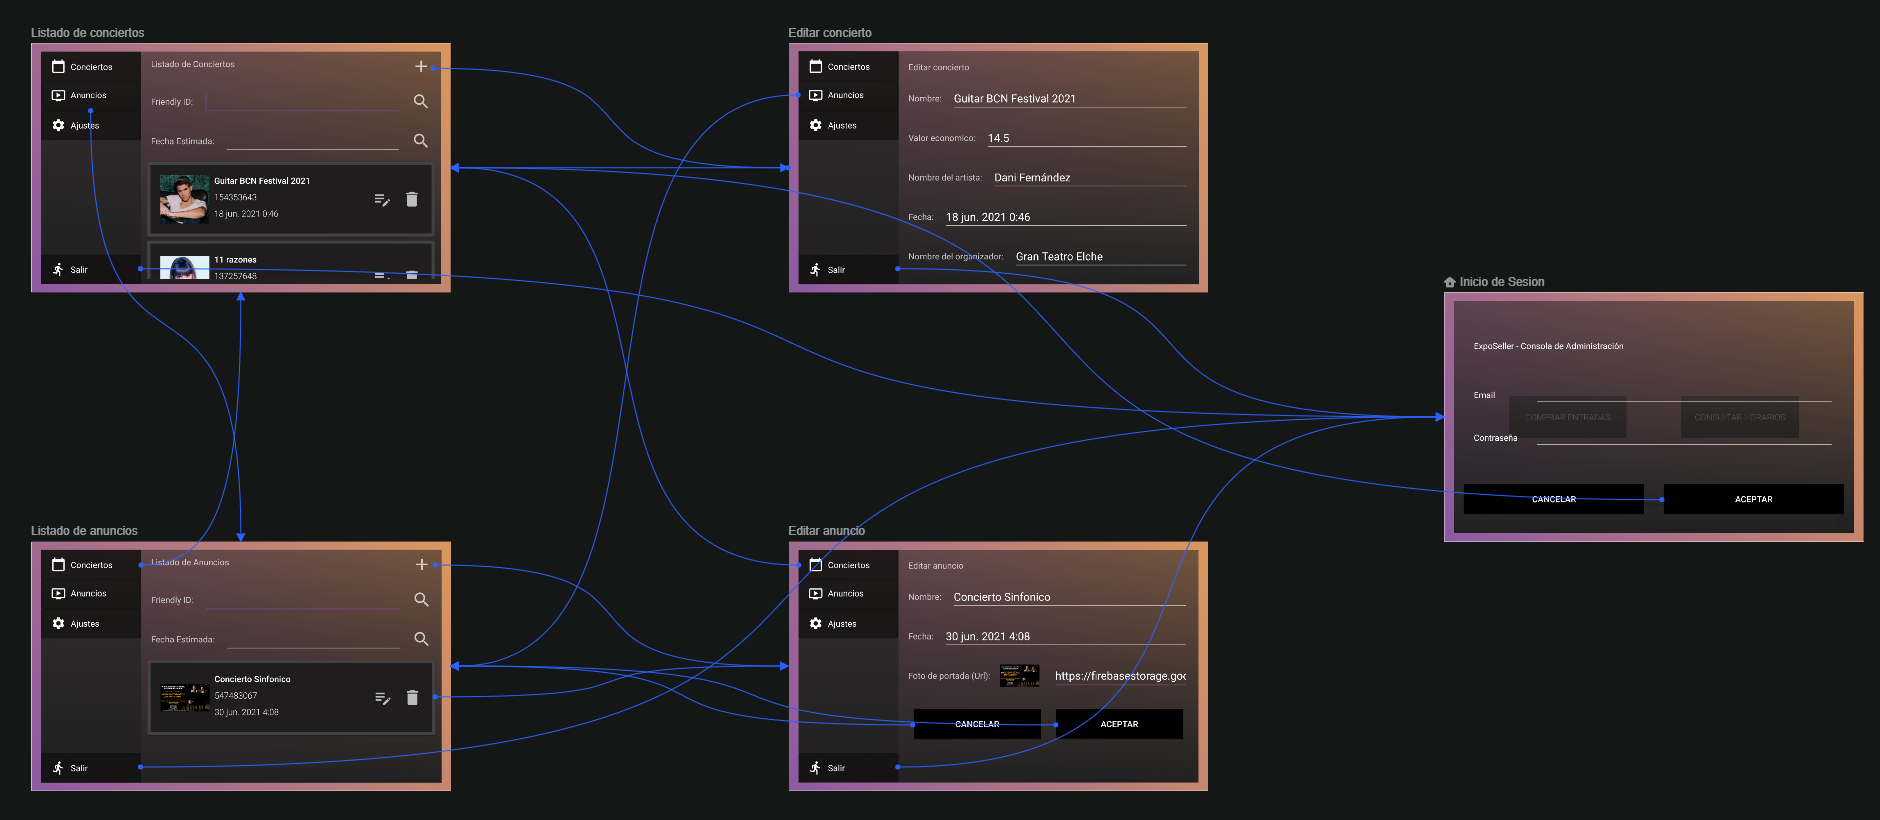 Listado de conciertos
Conciertos
Anuncios
Ajustes
Salir
Listado de Conciertos
Friendly ID:
Fecha Estimada:
Guitar BCN Festival 2021
154353643
18 jun. 2021 0:46
11 razones
137257648
Editar concierto
Conciertos
Anuncios
Ajustes
Salir
Editar concierto
Nombre: Guitar BCN Festival 2021
Valor economico: 14.5
Nombre del artista: Dani Fernández
Fecha: 18 jun. 2021 0:46
Nombre del organizador: Gran Teatro Elche
Inicio de Sesion
ExpoSeller - Consola de Administración
Email
COMPRAR ENTRADAS
CONSULTAR HORARIOS
Contraseña
CANCELAR
ACEPTAR
Listado de anuncios
Conciertos
Anuncios
Ajustes
Salir
Listado de Anuncios
Friendly ID:
Fecha Estimada:
Concierto Sinfonico
547483067
30 jun. 2021 4:08
Editar anuncio
Conciertos
Anuncios
Ajustes
Salir
Editar anuncio
Nombre: Concierto Sinfonico
Fecha: 30 jun. 2021 4:08
Foto de portada (Url): https://firebasestorage.goo
CANCELAR
ACEPTAR